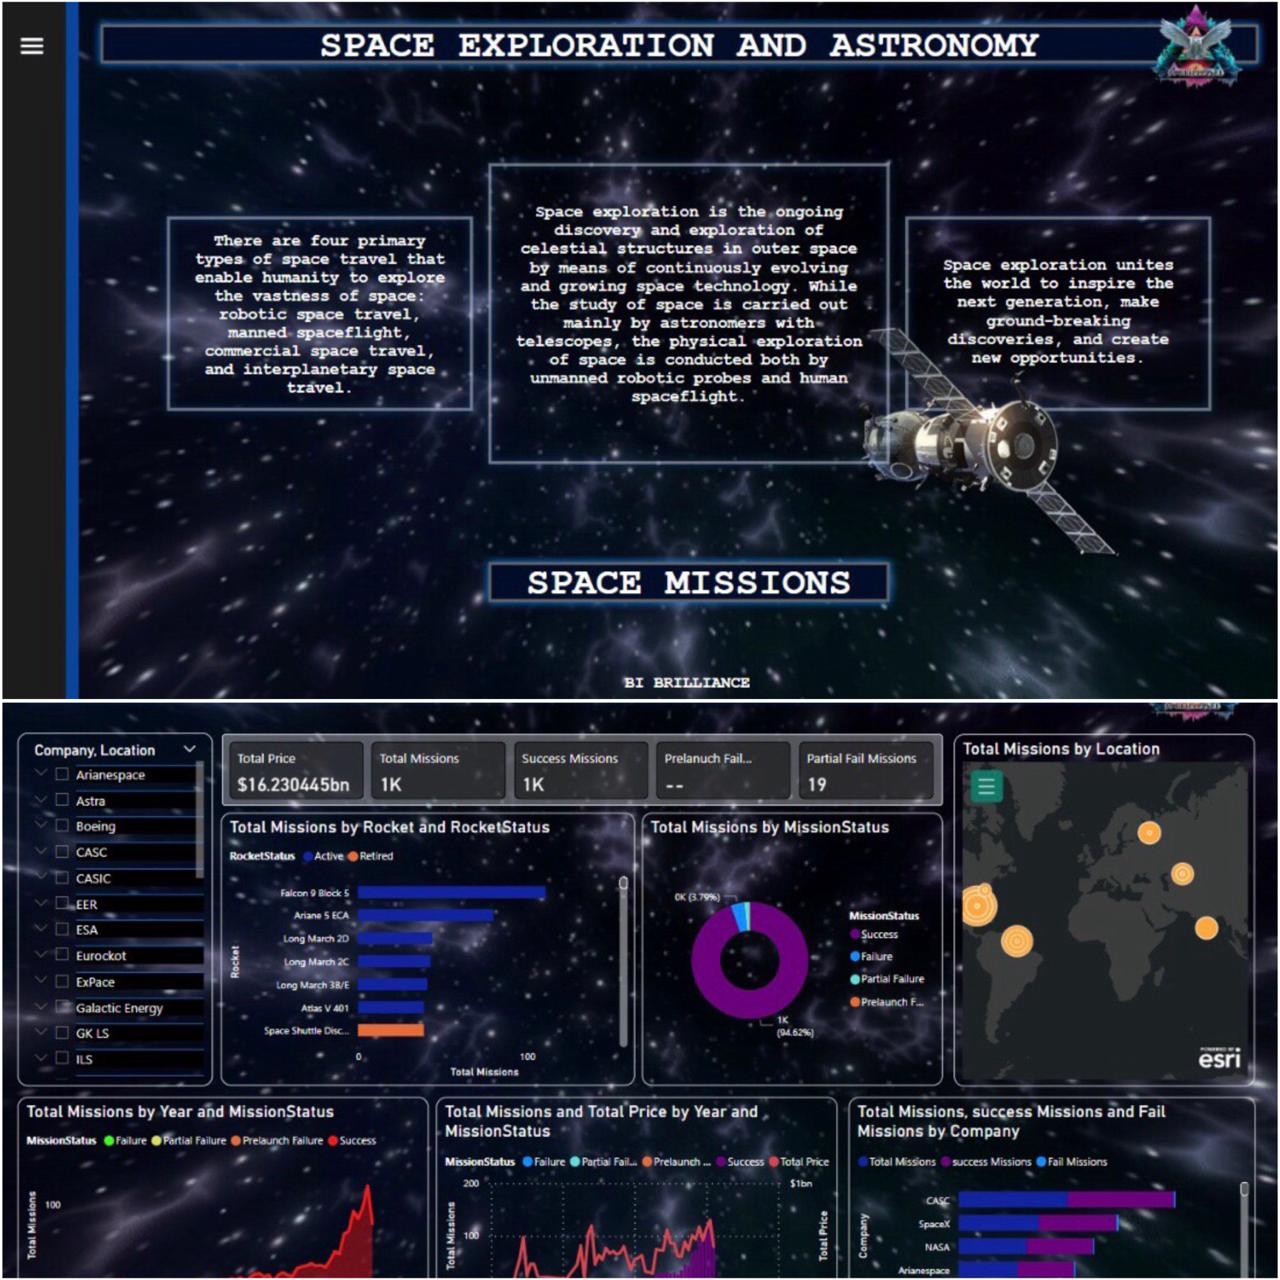 SPACE EXPLORATION AND ASTRONOMY
There are four primary
types of space travel that
enable humanity to explore
the vastness of space:
robotic space travel,
manned spaceflight,
commercial space travel,
and interplanetary space
travel.
Space exploration is the ongoing
discovery and exploration of
celestial structures in outer space
by means of continuously evolving
and growing space technology. While
the study of space is carried out
mainly by astronomers with
telescopes, the physical exploration
of space is conducted both by
unmanned robotic probes and human
spaceflight.
Space exploration unites
the world to inspire the
next generation, make
ground-breaking
discoveries, and create
new opportunities.
SPACE MISSIONS
BI BRILLIANCE
Company, Location
Arianespace
Astra
Boeing
CASC
CASIC
EER
ESA
Eurockot
ExPace
Galactic Energy
GK LS
ILS
Total Price
$16.230445bn
Total Missions
1K
Success Missions
1K
Prelanuch Fail...
--
Partial Fail Missions
19
Total Missions by Rocket and RocketStatus
RocketStatus Active Retired
Rocket
Falcon 9 Block 5
Ariane 5 ECA
Long March 2D
Long March 2C
Long March 3B/E
Atlas V 401
Space Shuttle Disc...
0 100
Total Missions
Total Missions by MissionStatus
0K (3.79%)
1K
(94.62%)
MissionStatus
Success
Failure
Partial Failure
Prelaunch F...
Total Missions by Location
POWERED BY
esri
Total Missions by Year and MissionStatus
MissionStatus Failure Partial Failure Prelaunch Failure Success
Total Missions
100
Total Missions and Total Price by Year and
MissionStatus
MissionStatus Failure Partial Fail... Prelaunch ... Success Total Price
Total Missions
200
100
$1bn
Total Price
Total Missions, success Missions and Fail
Missions by Company
Total Missions success Missions Fail Missions
Company
CASC
SpaceX
NASA
Arianespace